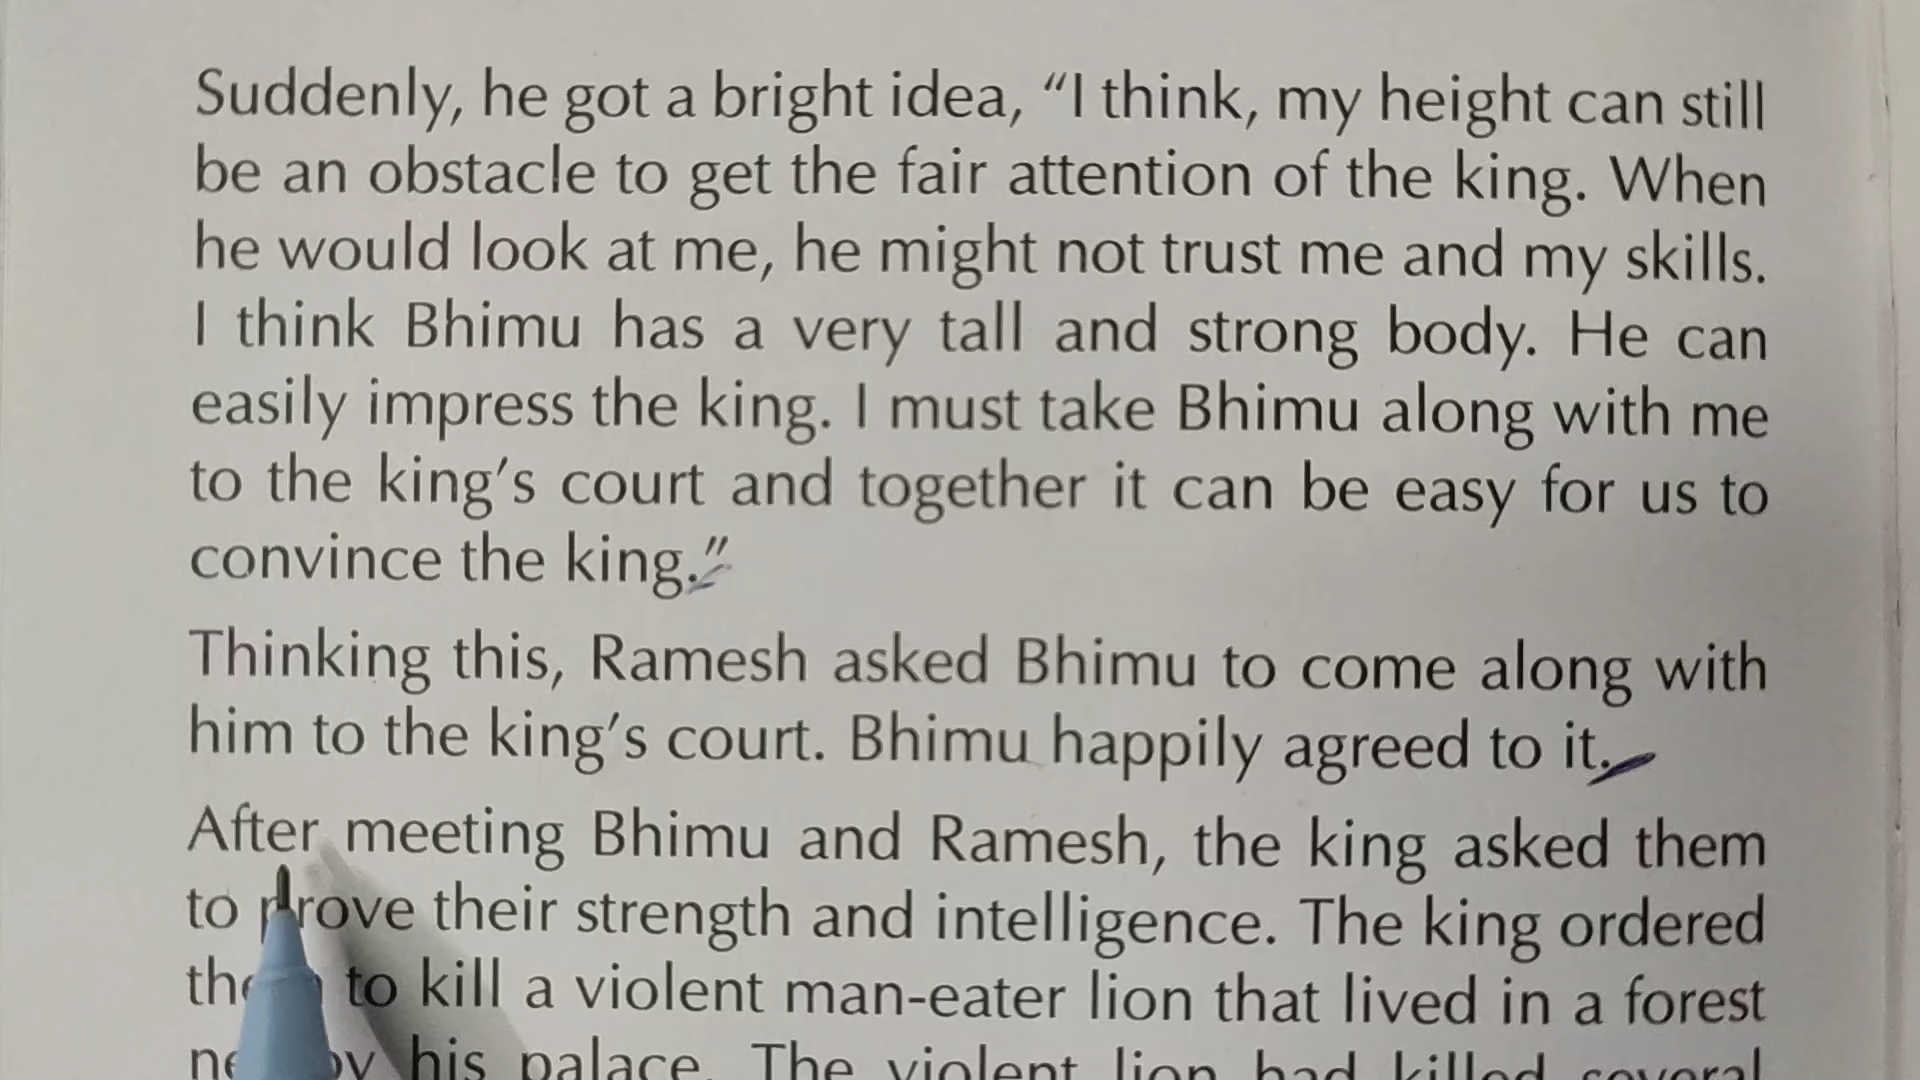 Suddenly, he got a bright idea, “I think, my height can still
be an obstacle to get the fair attention of the king. When
he would look at me, he might not trust me and my skills.
I think Bhimu has a very tall and strong body. He can
easily impress the king. I must take Bhimu along with me
to the king’s court and together it can be easy for us to
convince the king.”
Thinking this, Ramesh asked Bhimu to come along with
him to the king’s court. Bhimu happily agreed to it.
After meeting Bhimu and Ramesh, the king asked them
to prove their strength and intelligence. The king ordered
to kill a violent man-eater lion that lived in a forest
his palace. The violent lion had killed several